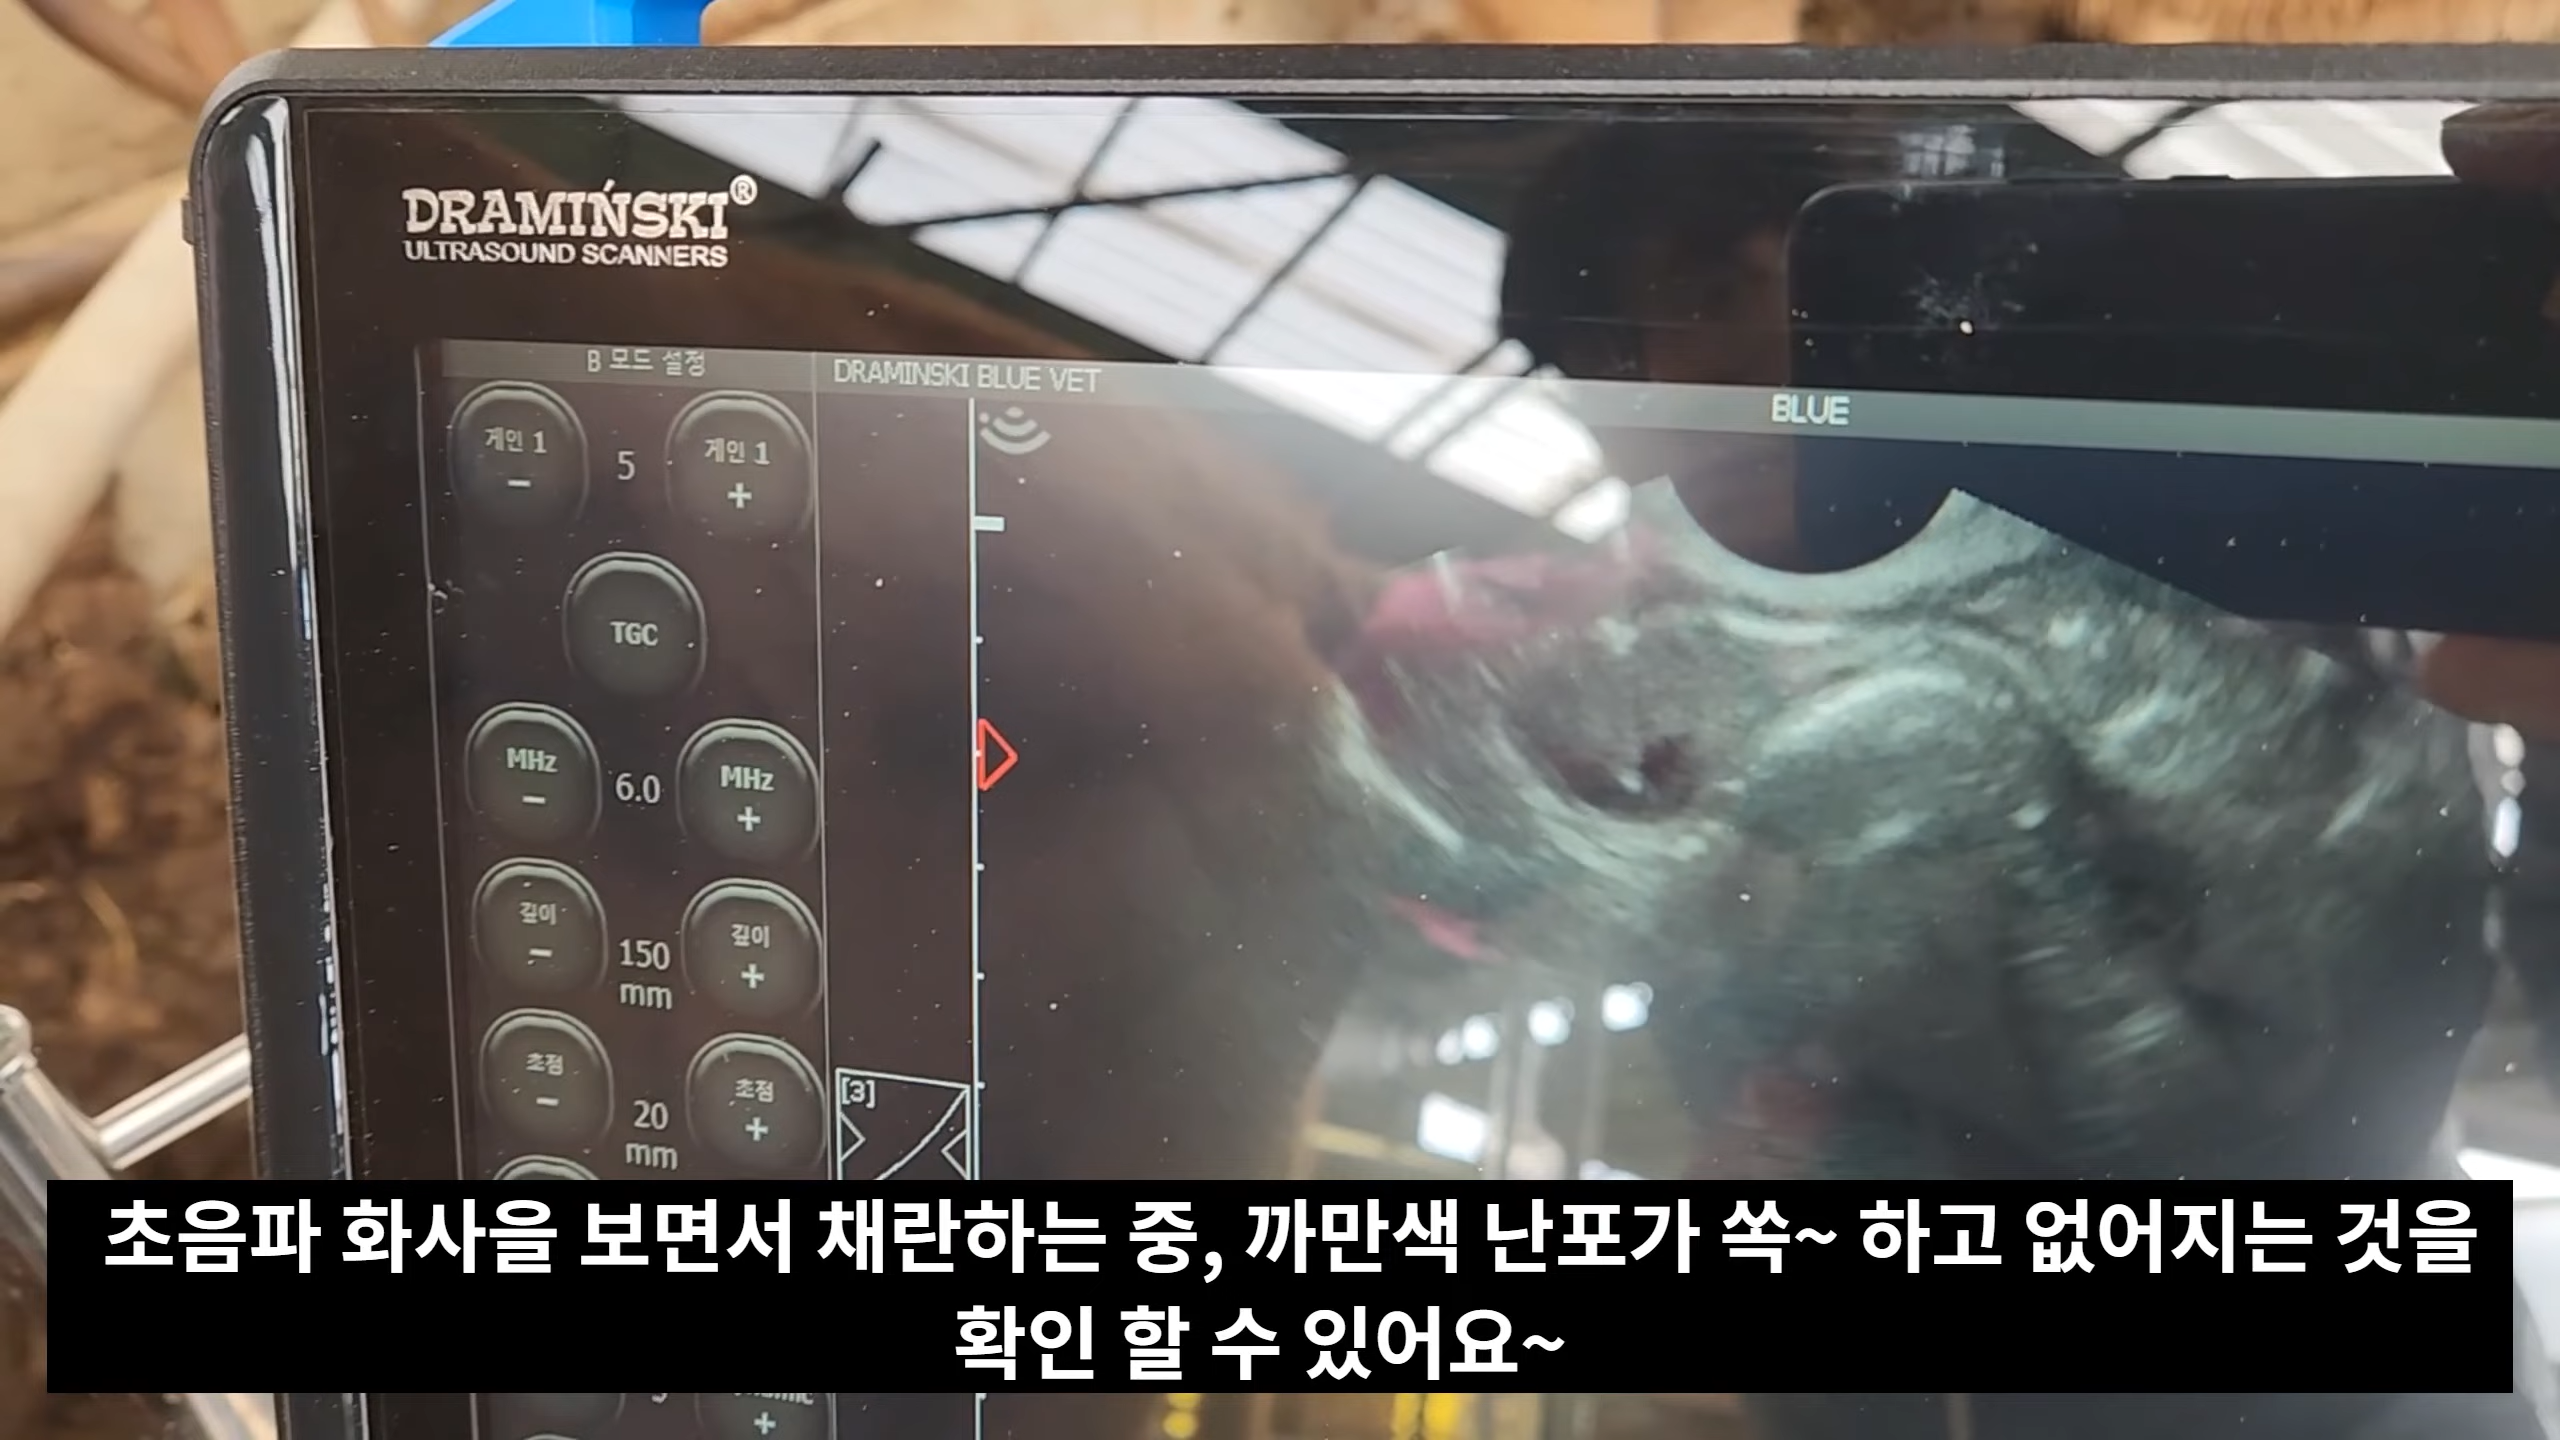 DRAMIŃSKI®
ULTRASOUND SCANNERS
B 모드 설정
DRAMINSKI BLUE VET
BLUE
게인 1
-
5
게인 1
+
TGC
MHz
-
6.0
MHz
+
깊이
-
150
mm
깊이
+
초점
-
20
mm
초점
+
[3]
초음파 화사을 보면서 채란하는 중, 까만색 난포가 쏙~ 하고 없어지는 것을
확인 할 수 있어요~
+